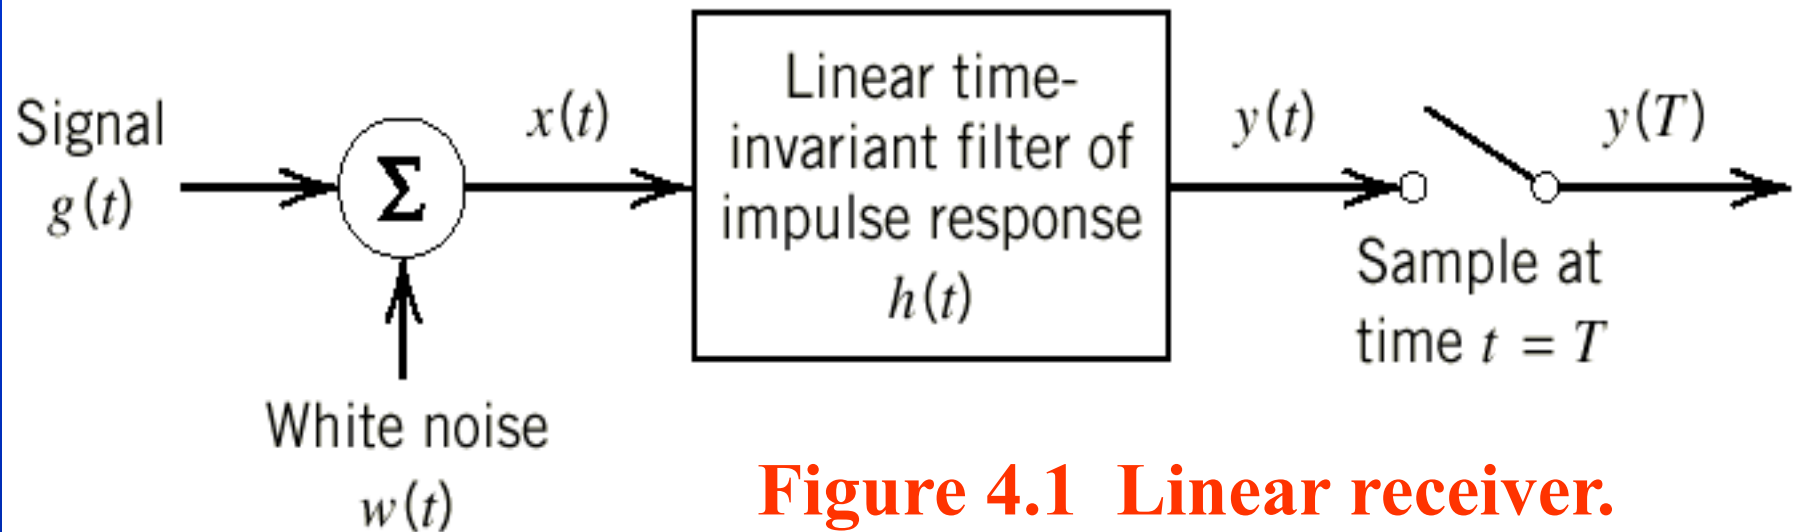 Signal
g(t)
Σ
x(t)
Linear time-
invariant filter of
impulse response
h(t)
y(t)
y(T)
Sample at
time t = T
White noise
w(t)
Figure 4.1 Linear receiver.